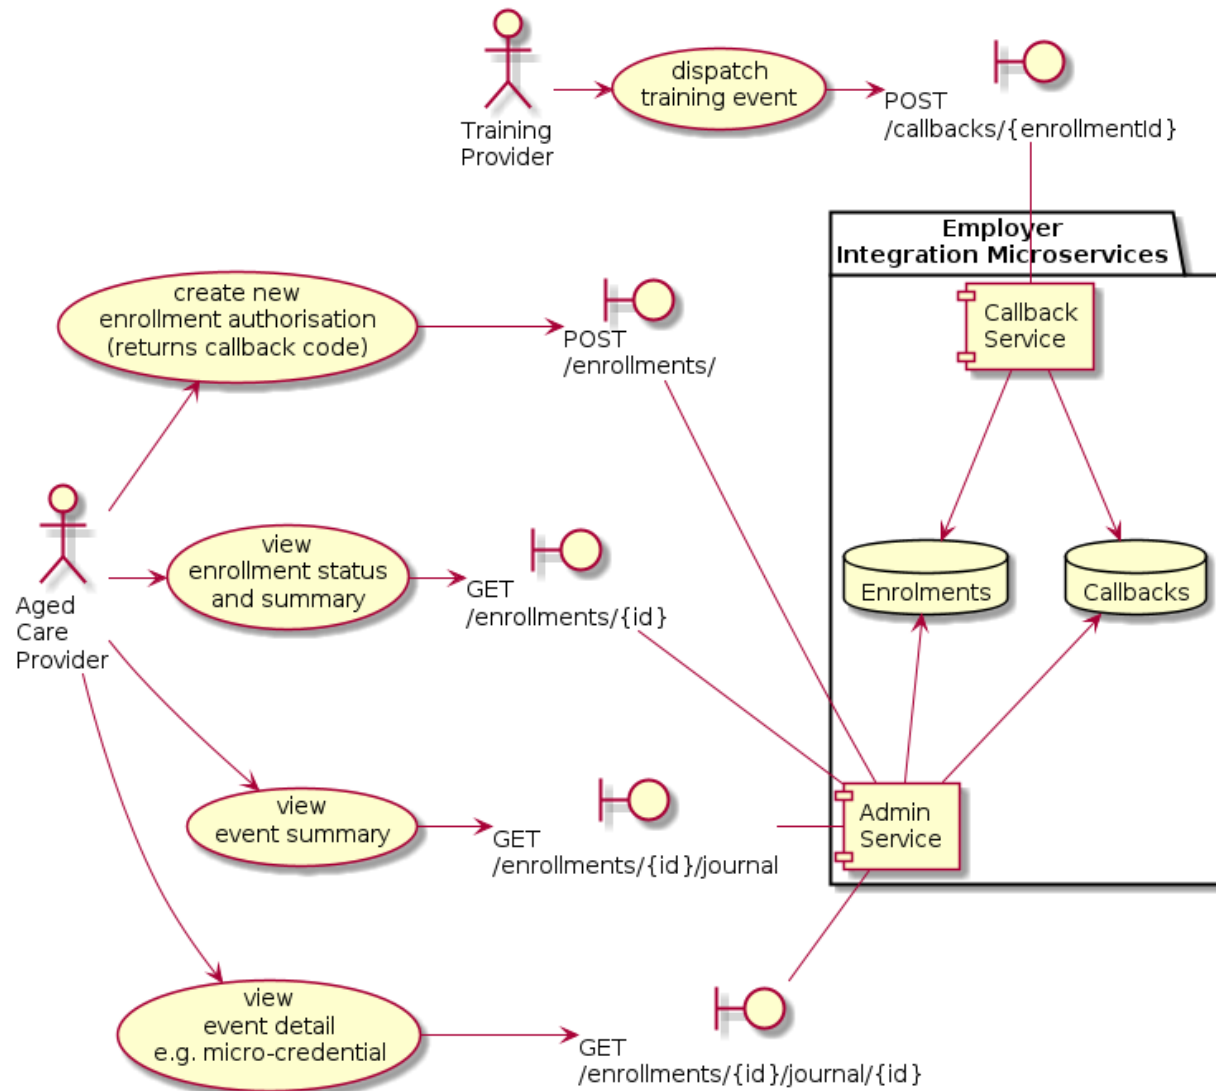 Training
Provider
dispatch
training event
POST
/callbacks/{enrollmentId}
Employer
Integration Microservices
Callback
Service
create new
enrollment authorisation
(returns callback code)
POST
/enrollments/
Aged
Care
Provider
view
enrollment status
and summary
GET
/enrollments/{id}
Enrolments
Callbacks
view
event summary
GET
/enrollments/{id}/journal
Admin
Service
view
event detail
e.g. micro-credential
GET
/enrollments/{id}/journal/{id}